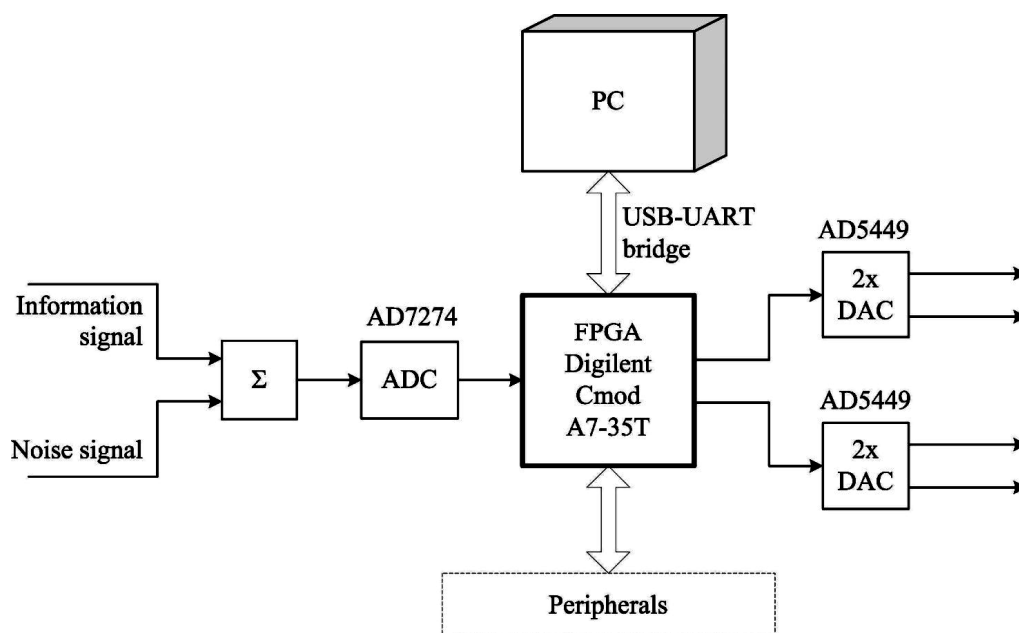 PC
USB-UART
bridge
Information
signal
Σ
AD7274
ADC
FPGA
Digilent
Cmod
A7-35T
AD5449
2x
DAC
AD5449
2x
DAC
Noise signal
Peripherals